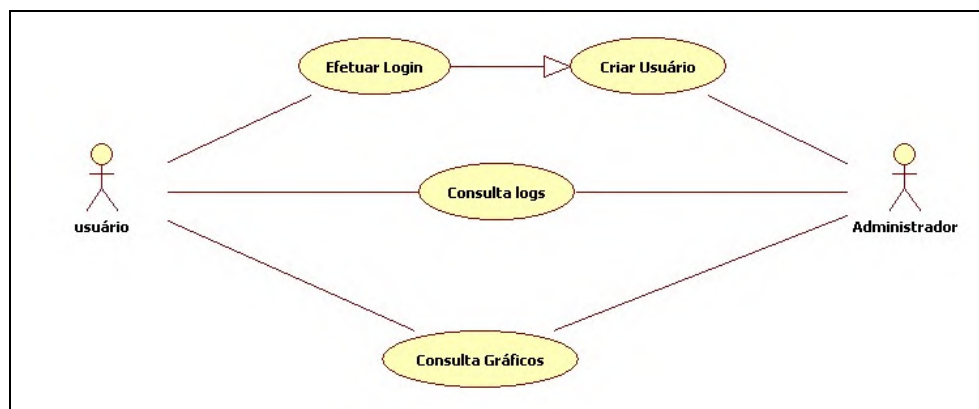 Efetuar Login
Criar Usuário
Consulta logs
usuário
Administrador
Consulta Gráficos